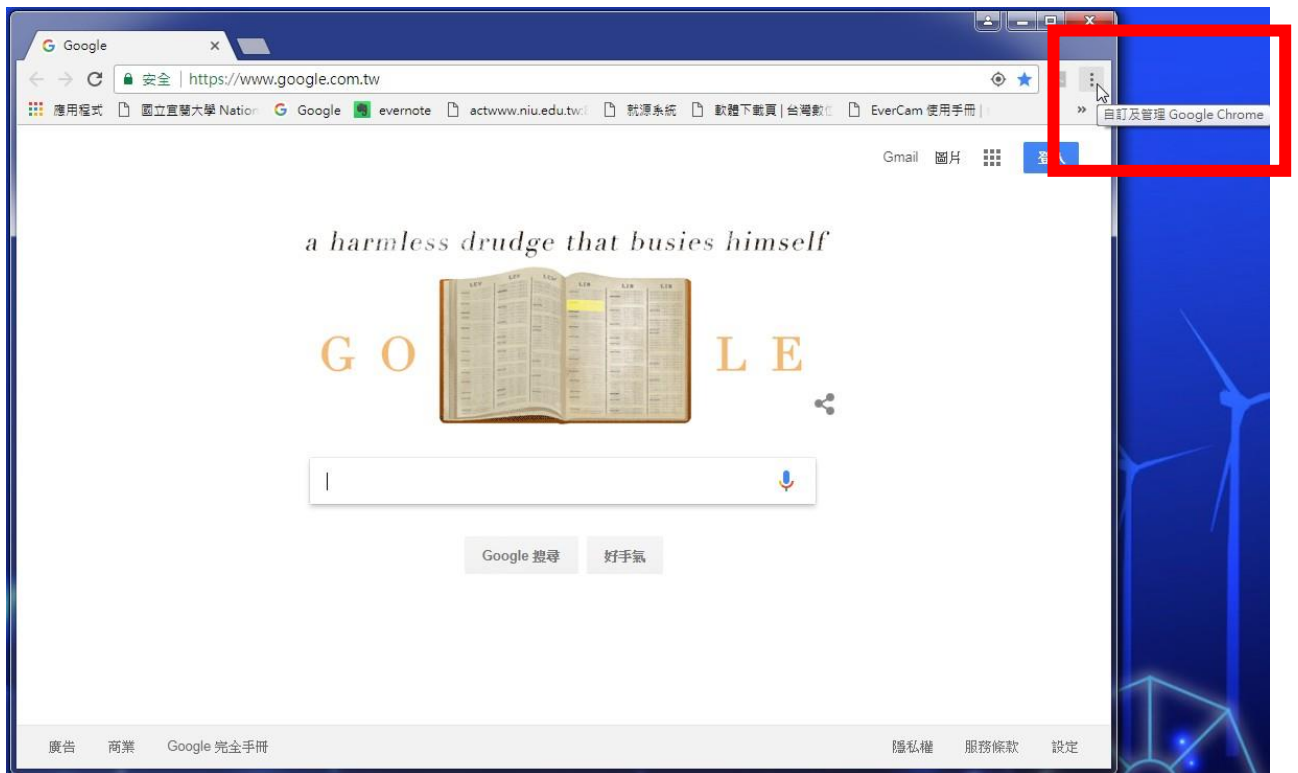 Google
安全 | https://www.google.com.tw
應用程式 國立宜蘭大學 Nation Google evernote actwww.niu.edu.tw: 就源系統 軟體下載頁 | 台灣數位 EverCam 使用手冊 | »
自訂及管理 Google Chrome
Gmail 圖片 登入
a harmless drudge that busies himself
G O L E
Google 搜尋 好手氣
廣告 商業 Google 完全手冊 隱私權 服務條款 設定